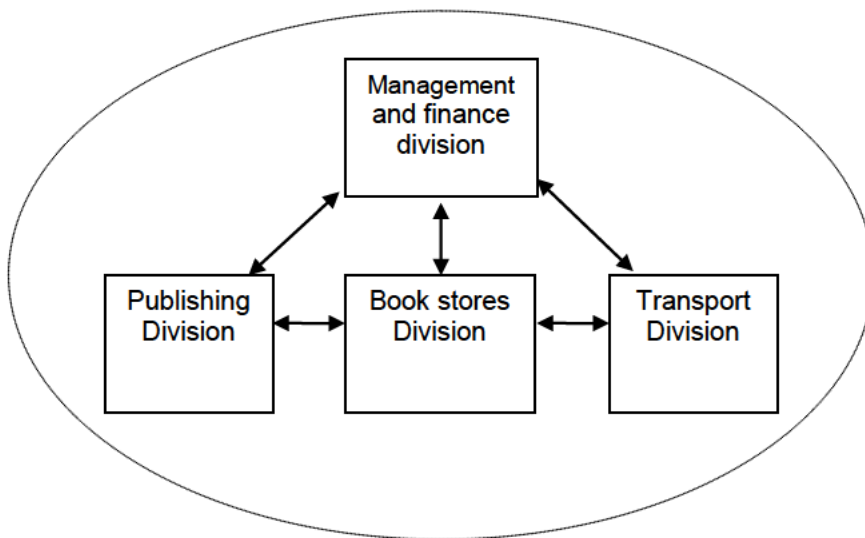 Management
and finance
division
Publishing
Division
Book stores
Division
Transport
Division